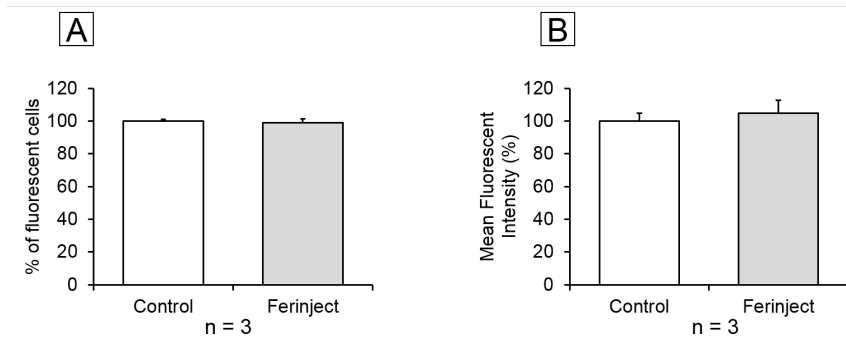 A
% of fluorescent cells
120
100
80
60
40
20
0
Control
Ferinject
n = 3
B
Mean Fluorescent
Intensity (%)
120
100
80
60
40
20
0
Control
Ferinject
n = 3